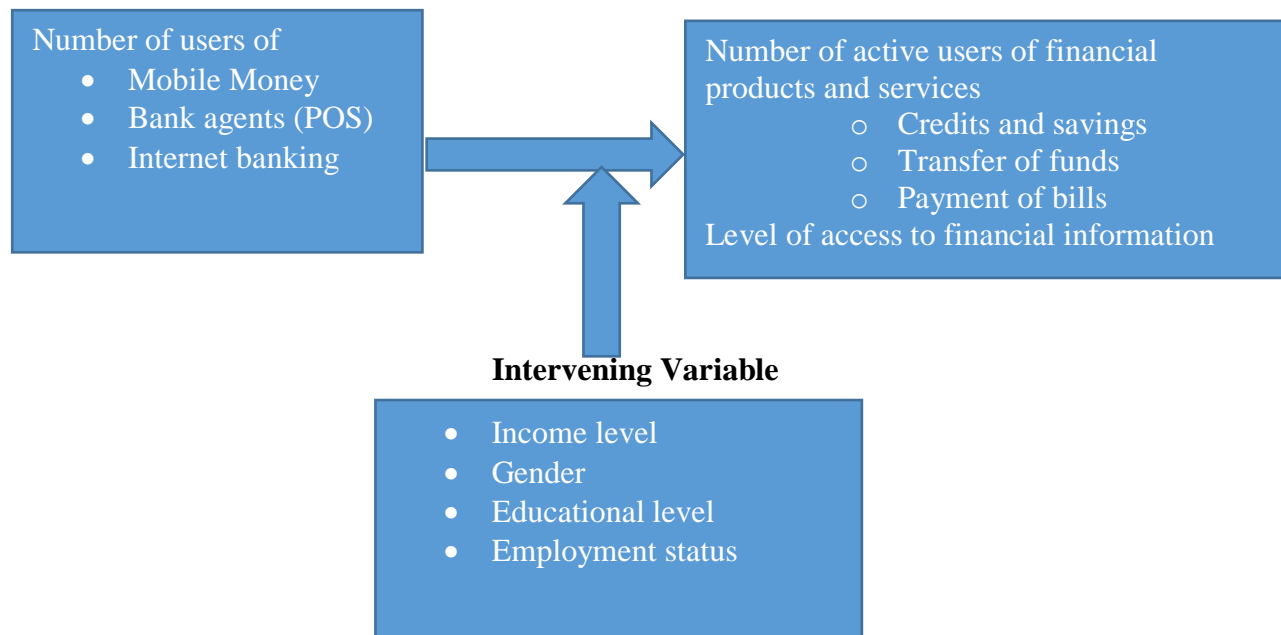 Number of users of
• Mobile Money
• Bank agents (POS)
• Internet banking
Number of active users of financial
products and services
o Credits and savings
o Transfer of funds
o Payment of bills
Level of access to financial information
Intervening Variable
• Income level
• Gender
• Educational level
• Employment status